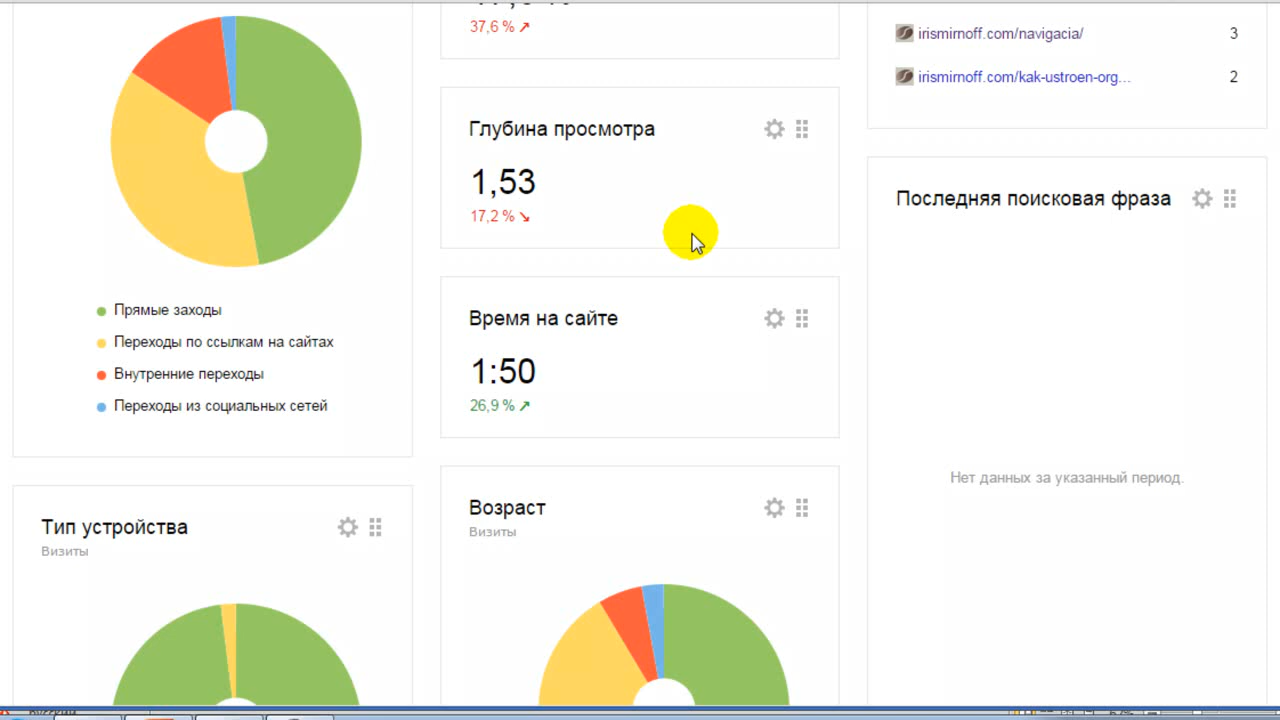 Прямые заходы
Переходы по ссылкам на сайтах
Внутренние переходы
Переходы из социальных сетей
Тип устройства
Визиты
37,6 % ↗
Глубина просмотра
1,53
17,2 % ↘
Время на сайте
1:50
26,9 % ↗
Возраст
Визиты
irismirnoff.com/navigacia/ 3
irismirnoff.com/kak-ustroen-org... 2
Последняя поисковая фраза
Нет данных за указанный период.